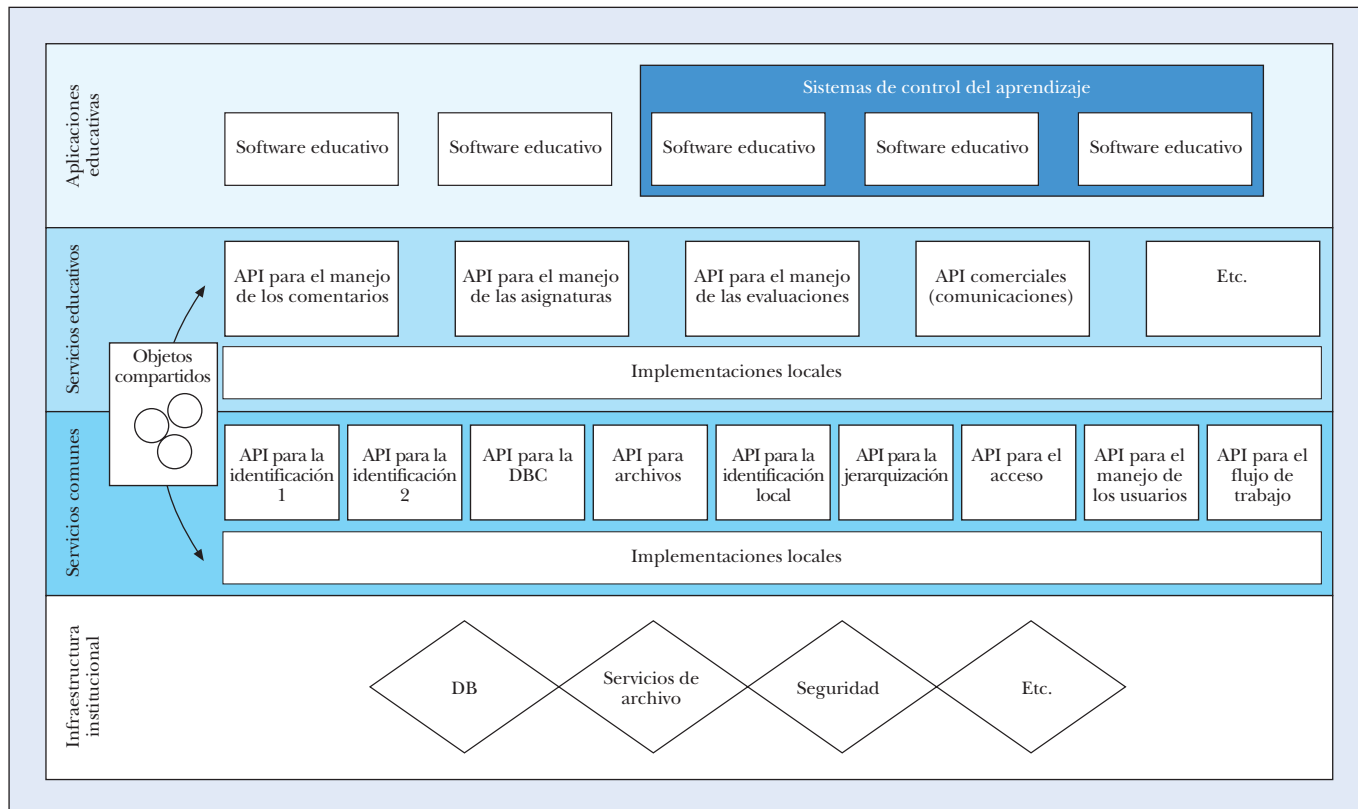 Aplicaciones
educativas
Sistemas de control del aprendizaje
Software educativo
Software educativo
Software educativo
Software educativo
Software educativo
Servicios educativos
API para el manejo
de los comentarios
API para el manejo
de las asignaturas
API para el manejo
de las evaluaciones
API comerciales
(comunicaciones)
Etc.
Implementaciones locales
Objetos
compartidos
Servicios comunes
API para la
identificación
1
API para la
identificación
2
API para la
DBC
API para
archivos
API para la
identificación
local
API para la
jerarquización
API para el
acceso
API para el
manejo de
los usuarios
API para el
flujo de
trabajo
Implementaciones locales
Infraestructura
institucional
DB
Servicios de
archivo
Seguridad
Etc.